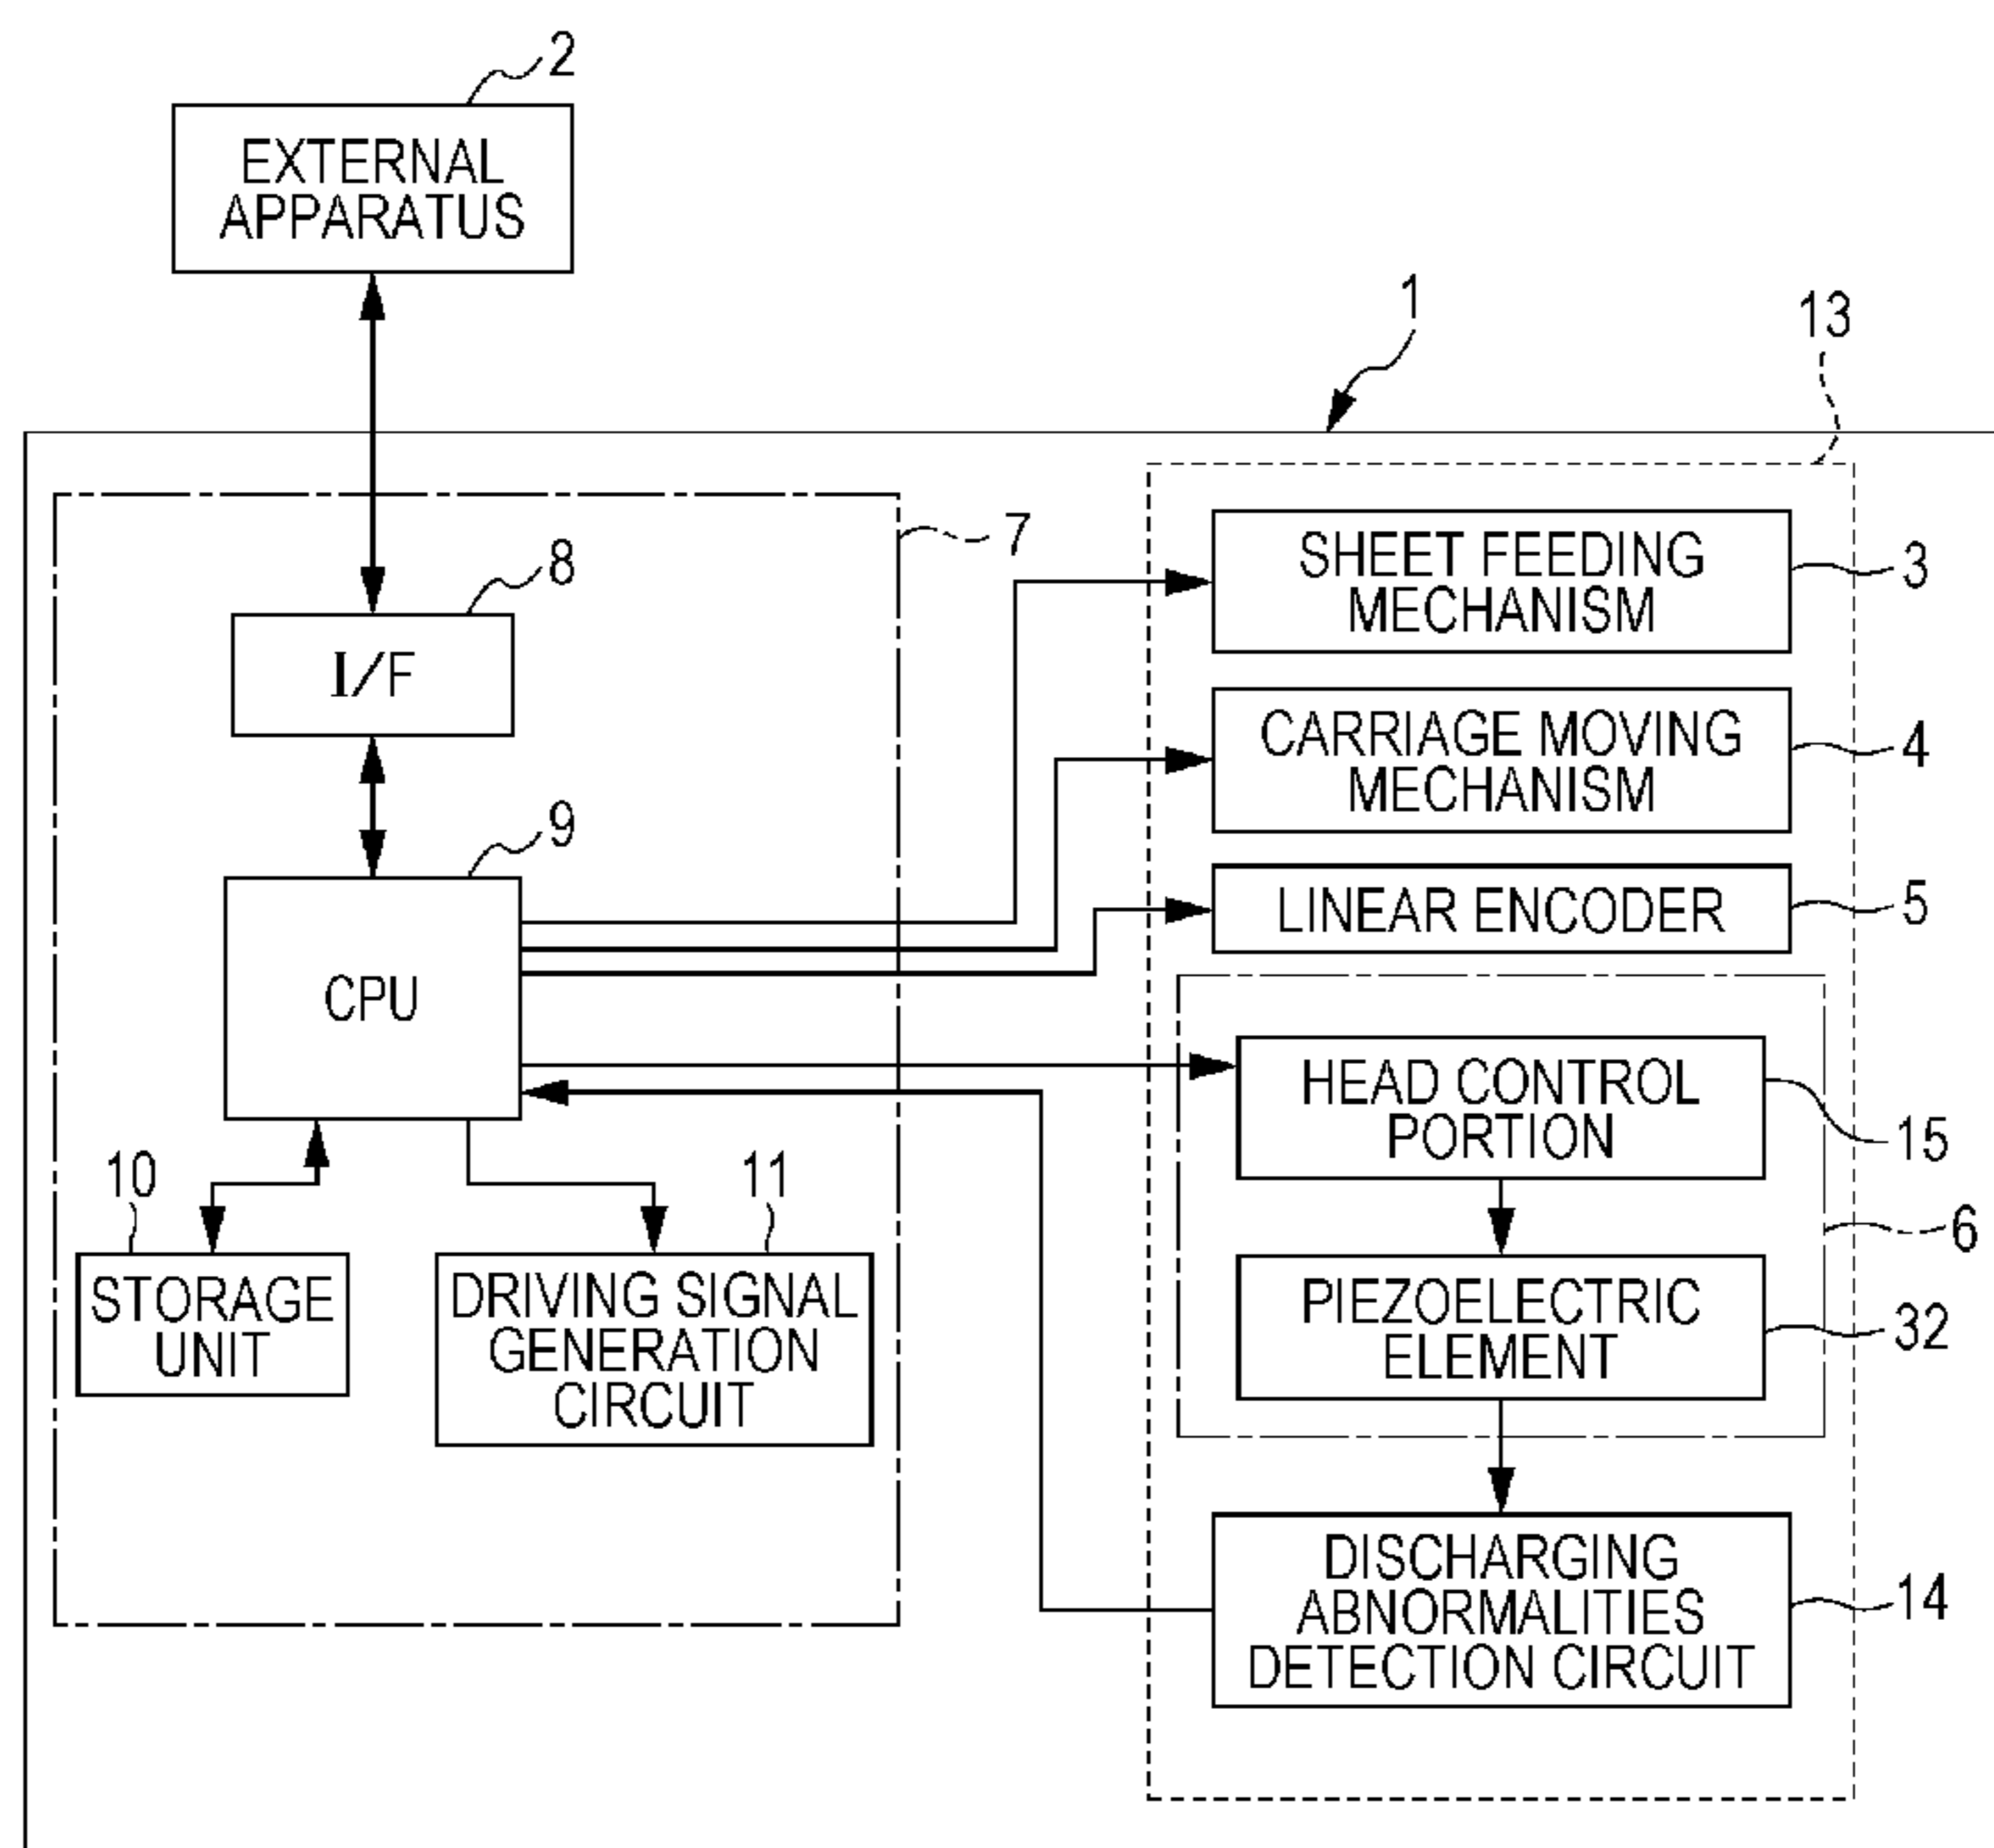 2
EXTERNAL
APPARATUS
1
13
7
8
I/F
SHEET FEEDING
MECHANISM
3
CARRIAGE MOVING
MECHANISM
4
9
CPU
LINEAR ENCODER
5
HEAD CONTROL
PORTION
15
6
10
STORAGE
UNIT
11
DRIVING SIGNAL
GENERATION
CIRCUIT
PIEZOELECTRIC
ELEMENT
32
DISCHARGING
ABNORMALITIES
DETECTION CIRCUIT
14